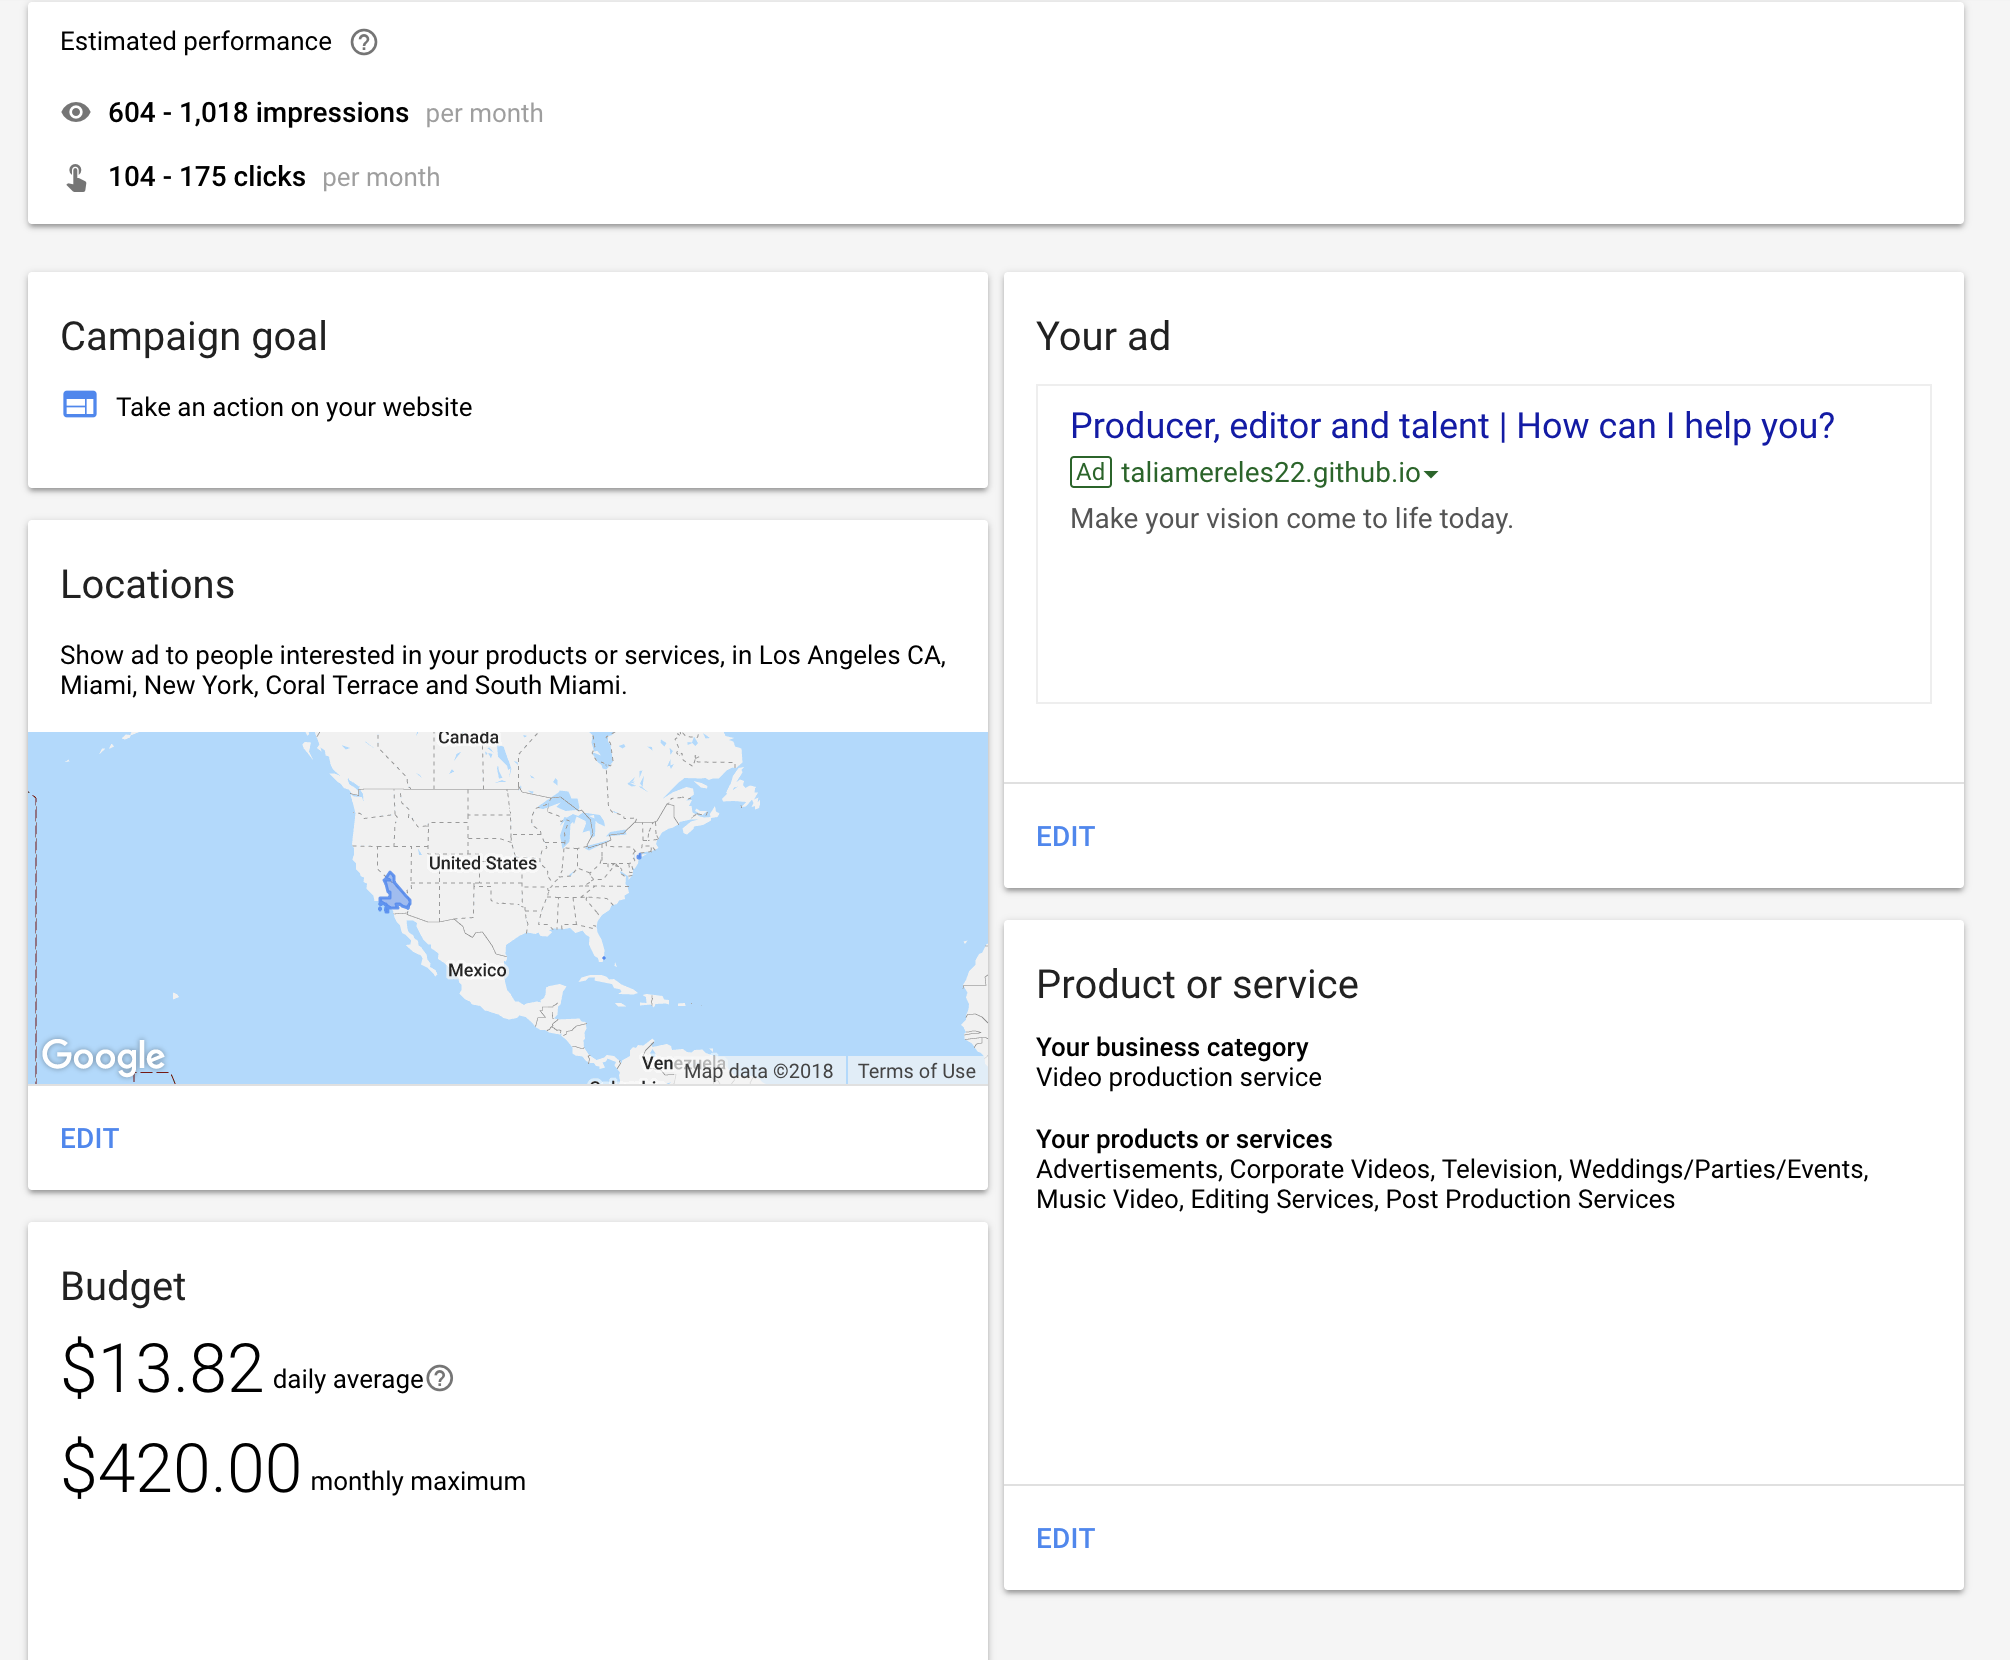 Estimated performance
604 - 1,018 impressions per month
104 - 175 clicks per month
Campaign goal
Take an action on your website
Locations
Show ad to people interested in your products or services, in Los Angeles CA,
Miami, New York, Coral Terrace and South Miami.
Canada
United States
Mexico
Venezuela
Google
Map data ©2018
Terms of Use
EDIT
Budget
$13.82 daily average
$420.00 monthly maximum
Your ad
Producer, editor and talent | How can I help you?
Ad taliamereles22.github.io
Make your vision come to life today.
EDIT
Product or service
Your business category
Video production service
Your products or services
Advertisements, Corporate Videos, Television, Weddings/Parties/Events,
Music Video, Editing Services, Post Production Services
EDIT